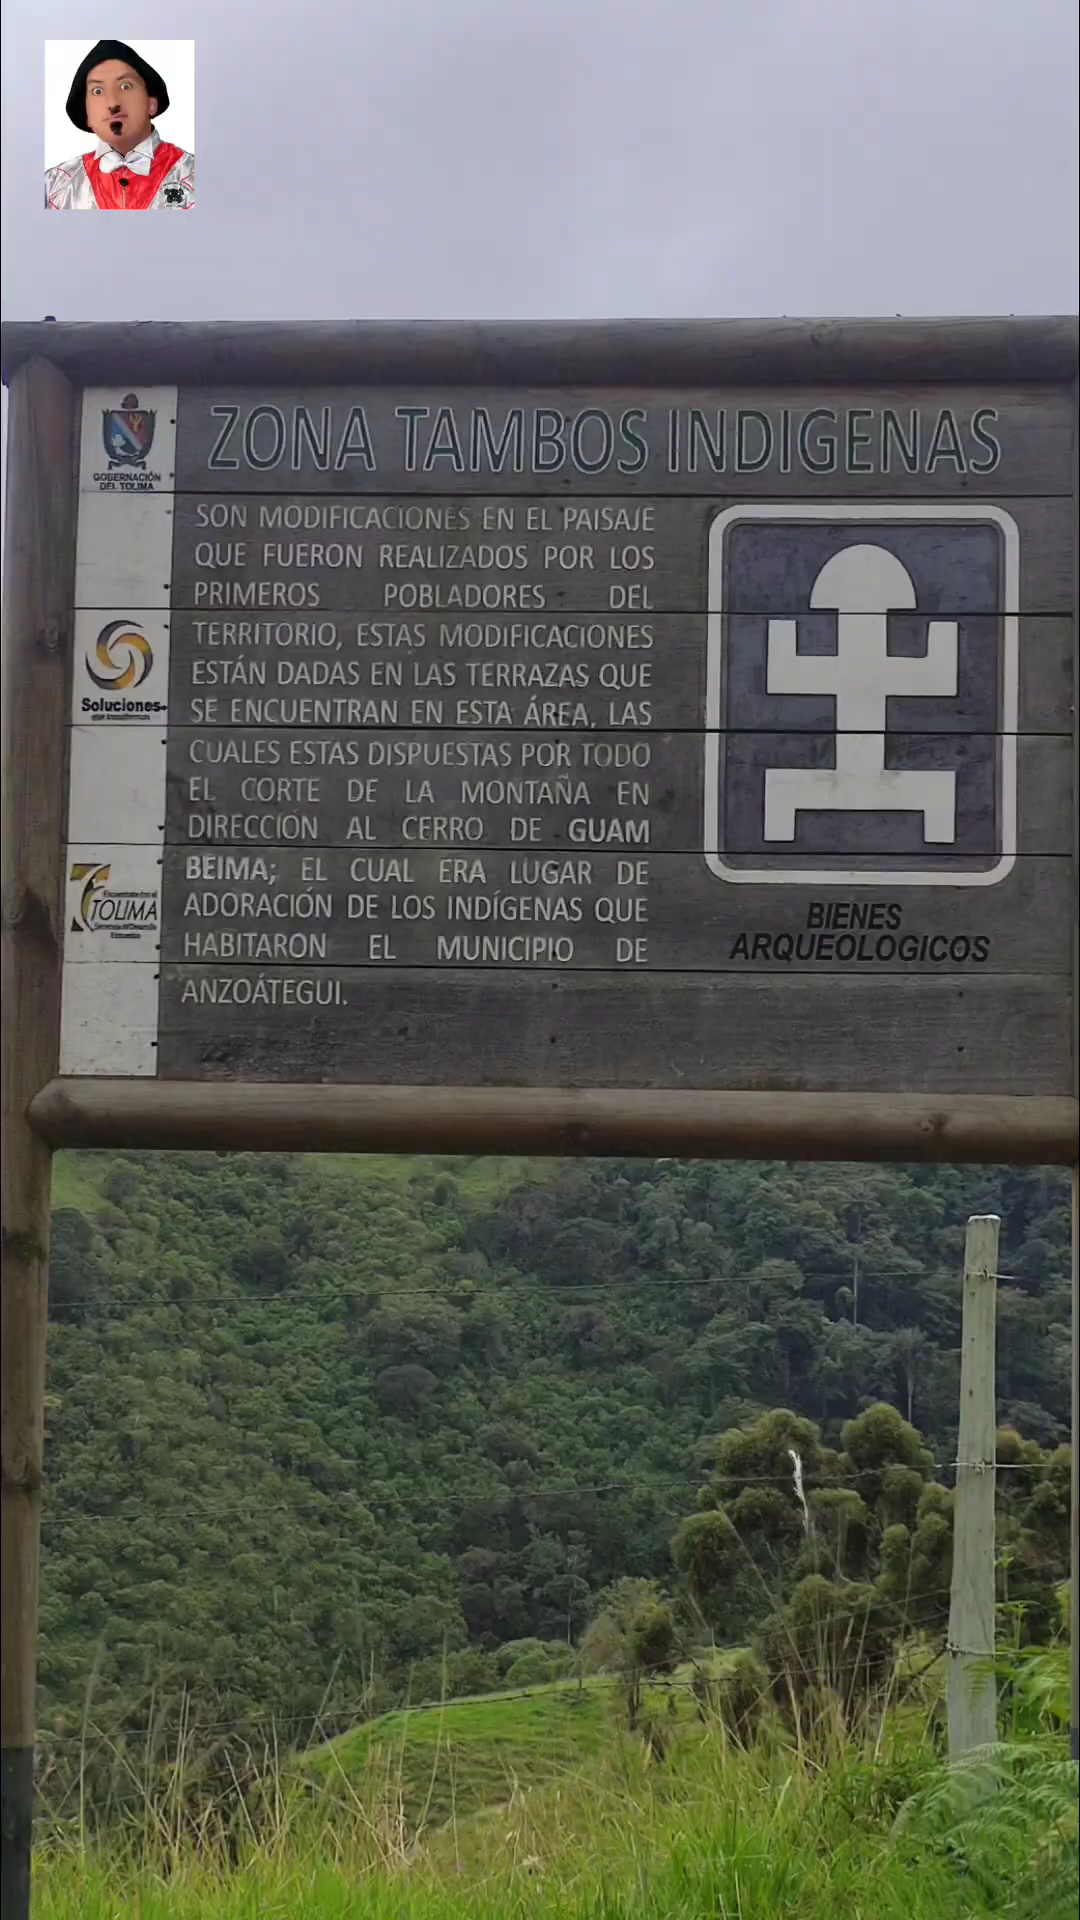 ZONA TAMBOS INDIGENAS
GOBERNACIÓN
DEL TOLIMA
SON MODIFICACIONES EN EL PAISAJE
QUE FUERON REALIZADOS POR LOS
PRIMEROS POBLADORES DEL
TERRITORIO, ESTAS MODIFICACIONES
ESTÁN DADAS EN LAS TERRAZAS QUE
SE ENCUENTRAN EN ESTA ÁREA, LAS
CUALES ESTAS DISPUESTAS POR TODO
EL CORTE DE LA MONTAÑA EN
DIRECCIÓN AL CERRO DE GUAM
BEIMA; EL CUAL ERA LUGAR DE
ADORACIÓN DE LOS INDÍGENAS QUE
HABITARON EL MUNICIPIO DE
ANZOÁTEGUI.
Soluciones
que transforman
TOLIMA
BIENES
ARQUEOLOGICOS